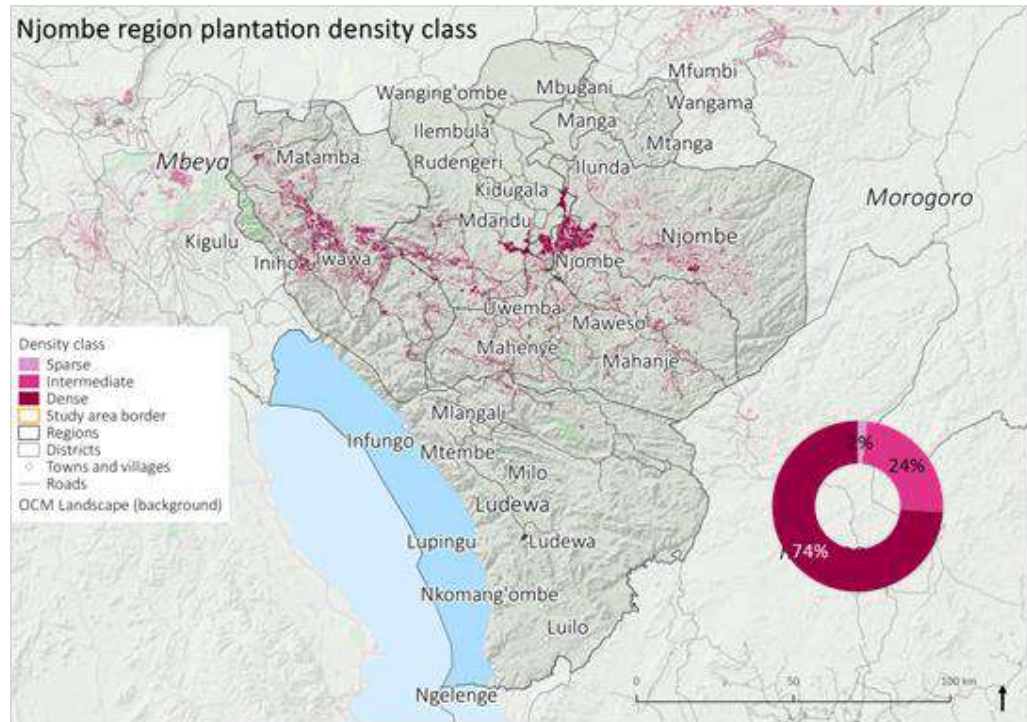 Njombe region plantation density class
Mfumbi
Wanging'ombe
Mbugani
Wangama
Manga
Ilembula
Mtanga
Mbeya
Matamba
Rudengeri
Ilunda
Kidugala
Morogoro
Mdandu
Kigulu
Njombe
Iniho
Iwawa
Njombe
Uwemba
Maweso
Mahenye
Mahanje
Density class
Sparse
Intermediate
Dense
Study area border
Regions
Districts
Towns and villages
Roads
OCM Landscape (background)
Mlangali
Infungo
Mtembe
Milo
Ludewa
Lupingu
Ludewa
Nkomang'ombe
Luilo
Ngelenge
2%
24%
74%
0
50
100 km